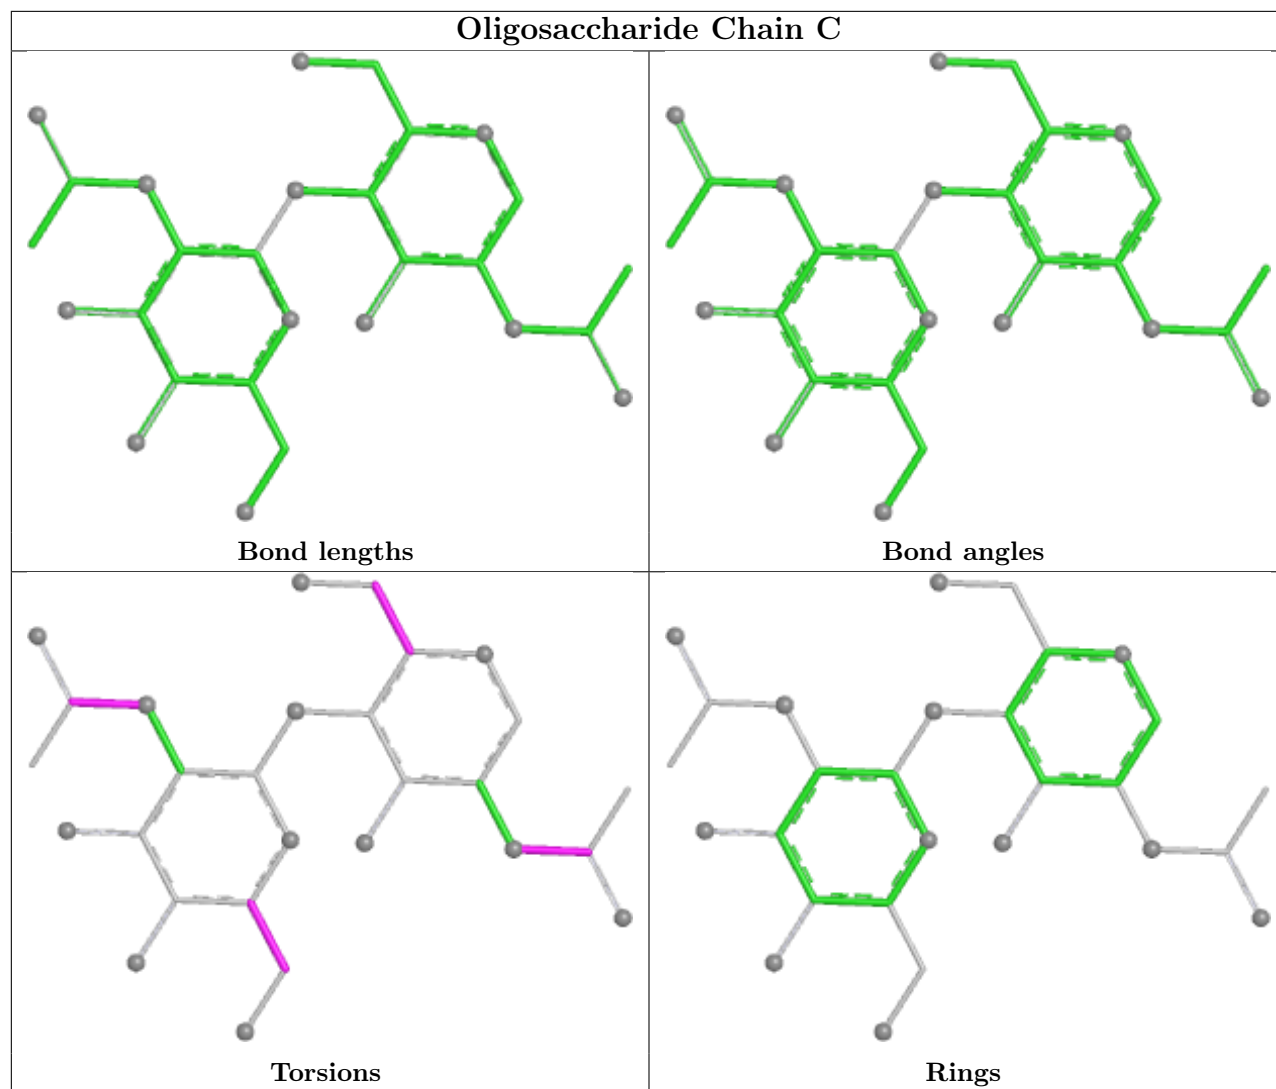 Oligosaccharide Chain C
Bond lengths
Bond angles
Torsions
Rings